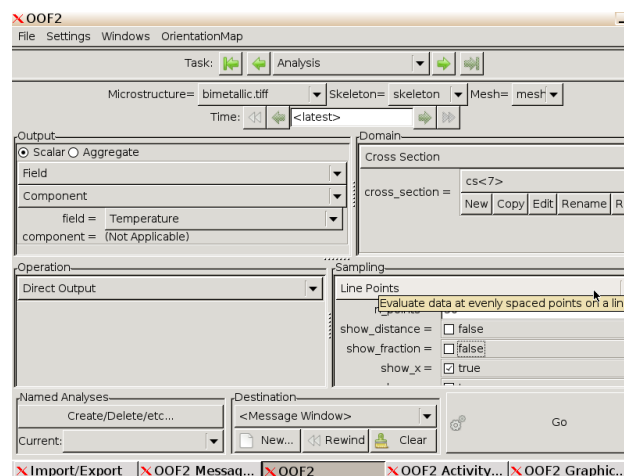 OOF2
File Settings Windows OrientationMap
Task: Analysis
Microstructure= bimetallic.tiff Skeleton= skeleton Mesh= mesh
Time: <latest>
Output
Scalar Aggregate
Field
Component
field = Temperature
component = (Not Applicable)
Domain
Cross Section
cross_section = cs<7>
New Copy Edit Rename R
Operation
Direct Output
Sampling
Line Points
Evaluate data at evenly spaced points on a lin
show_distance = false
show_fraction = false
show_x = true
Named Analyses
Create/Delete/etc...
Current:
Destination
<Message Window>
New... Rewind Clear
Go
Import/Export OOF2 Messag... OOF2 OOF2 Activity... OOF2 Graphic...